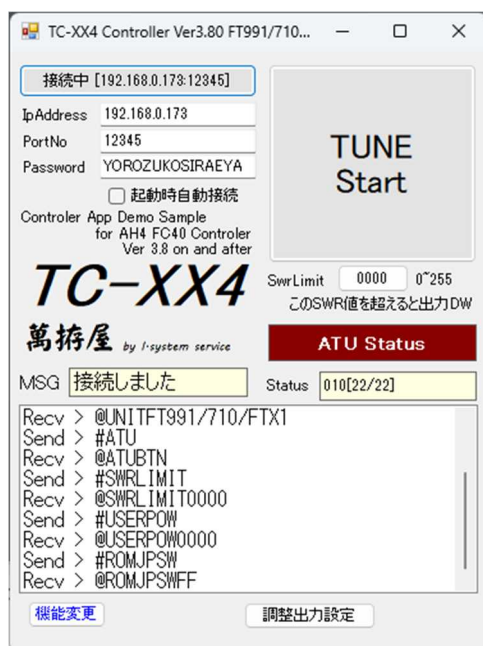 TC-XX4 Controller Ver3.80 FT991/710...
接続中 [192.168.0.173:12345]
IpAddress 192.168.0.173
PortNo 12345
Password YOROZUKOSIRAEYA
起動時自動接続
TUNE
Start
Controler App Demo Sample
for AH4 FC40 Controler
Ver 3.8 on and after
TC-XX4
SwrLimit 0000 0~255
このSWR値を超えると出力DW
萬拵屋 by I·system service
ATU Status
MSG 接続しました
Status 010[22/22]
Recv > @UNITFT991/710/FTX1
Send > #ATU
Recv > @ATUBTN
Send > #SWRLIMIT
Recv > @SWRLIMIT0000
Send > #USERPOW
Recv > @USERPOW0000
Send > #ROMJPSW
Recv > @ROMJPSWFF
機能変更
調整出力設定